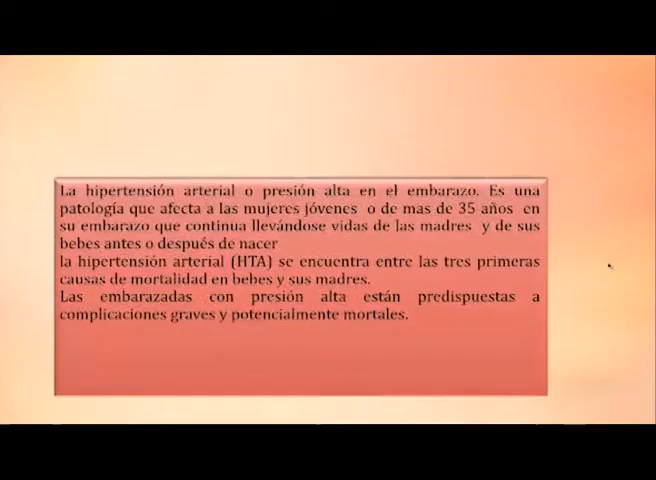 La hipertensión arterial o presión alta en el embarazo. Es una
patología que afecta a las mujeres jóvenes o de mas de 35 años en
su embarazo que continua llevándose vidas de las madres y de sus
bebes antes o después de nacer
la hipertensión arterial (HTA) se encuentra entre las tres primeras
causas de mortalidad en bebes y sus madres.
Las embarazadas con presión alta están predispuestas a
complicaciones graves y potencialmente mortales.